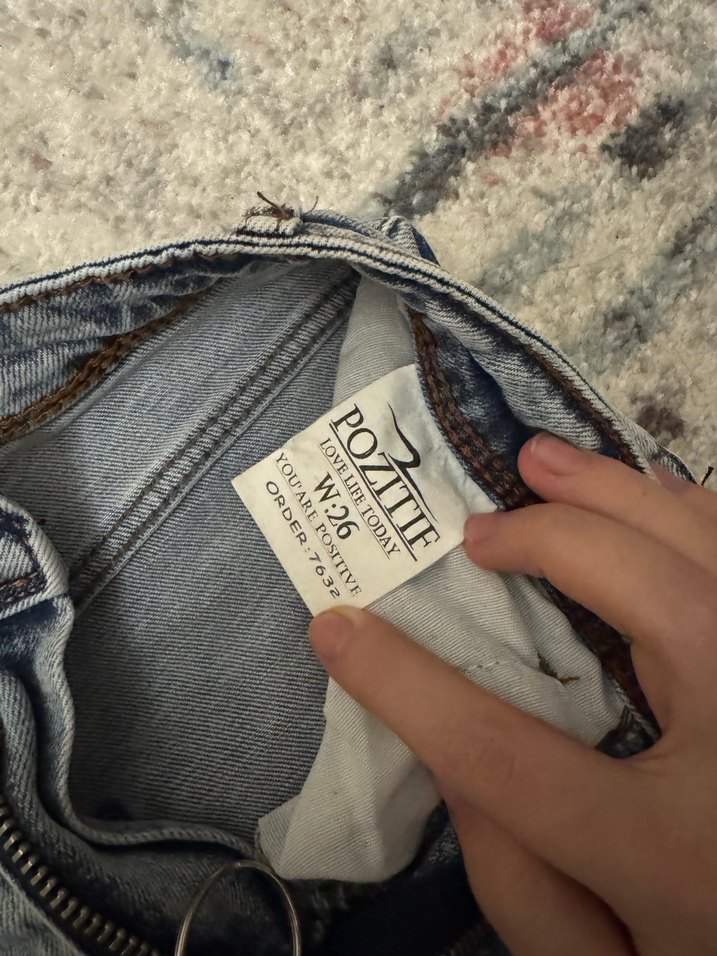 POZITIF
LOVE LIFE TODAY
W:26
YOU'ARE POSITIVE
ORDER:7632